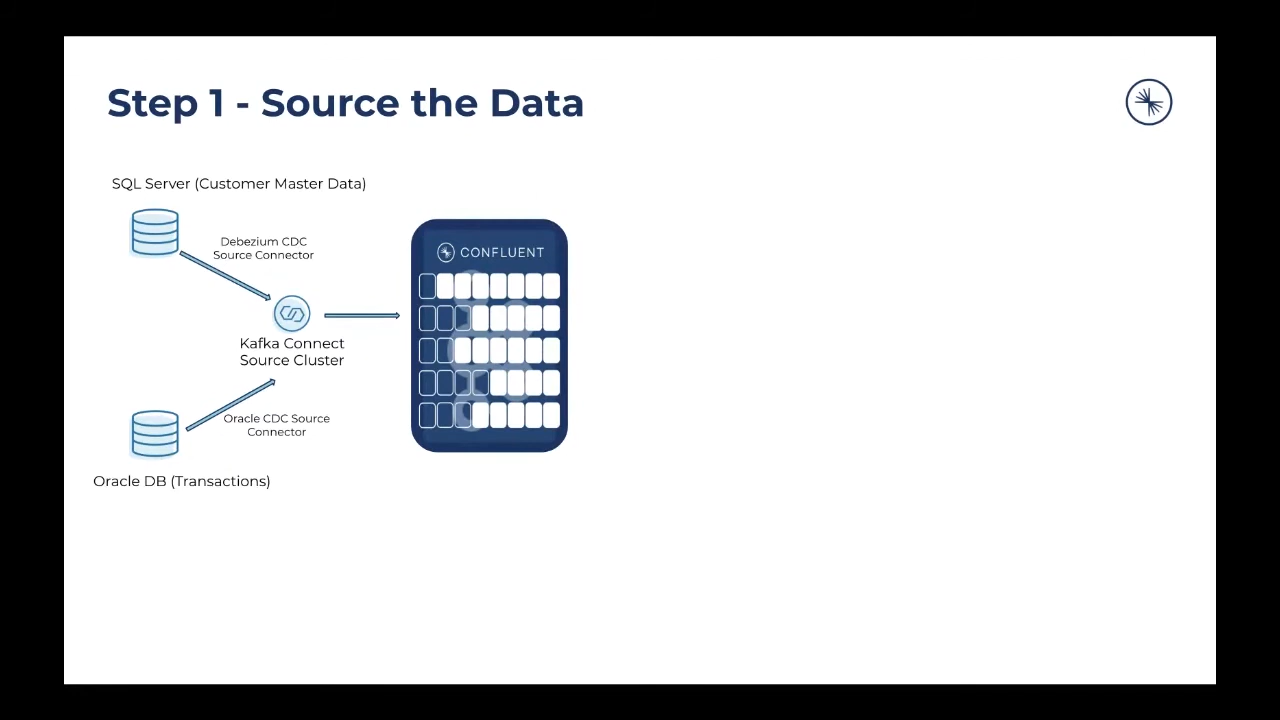 Step 1 - Source the Data
SQL Server (Customer Master Data)
Debezium CDC
Source Connector
CONFLUENT
Kafka Connect
Source Cluster
Oracle CDC Source
Connector
Oracle DB (Transactions)